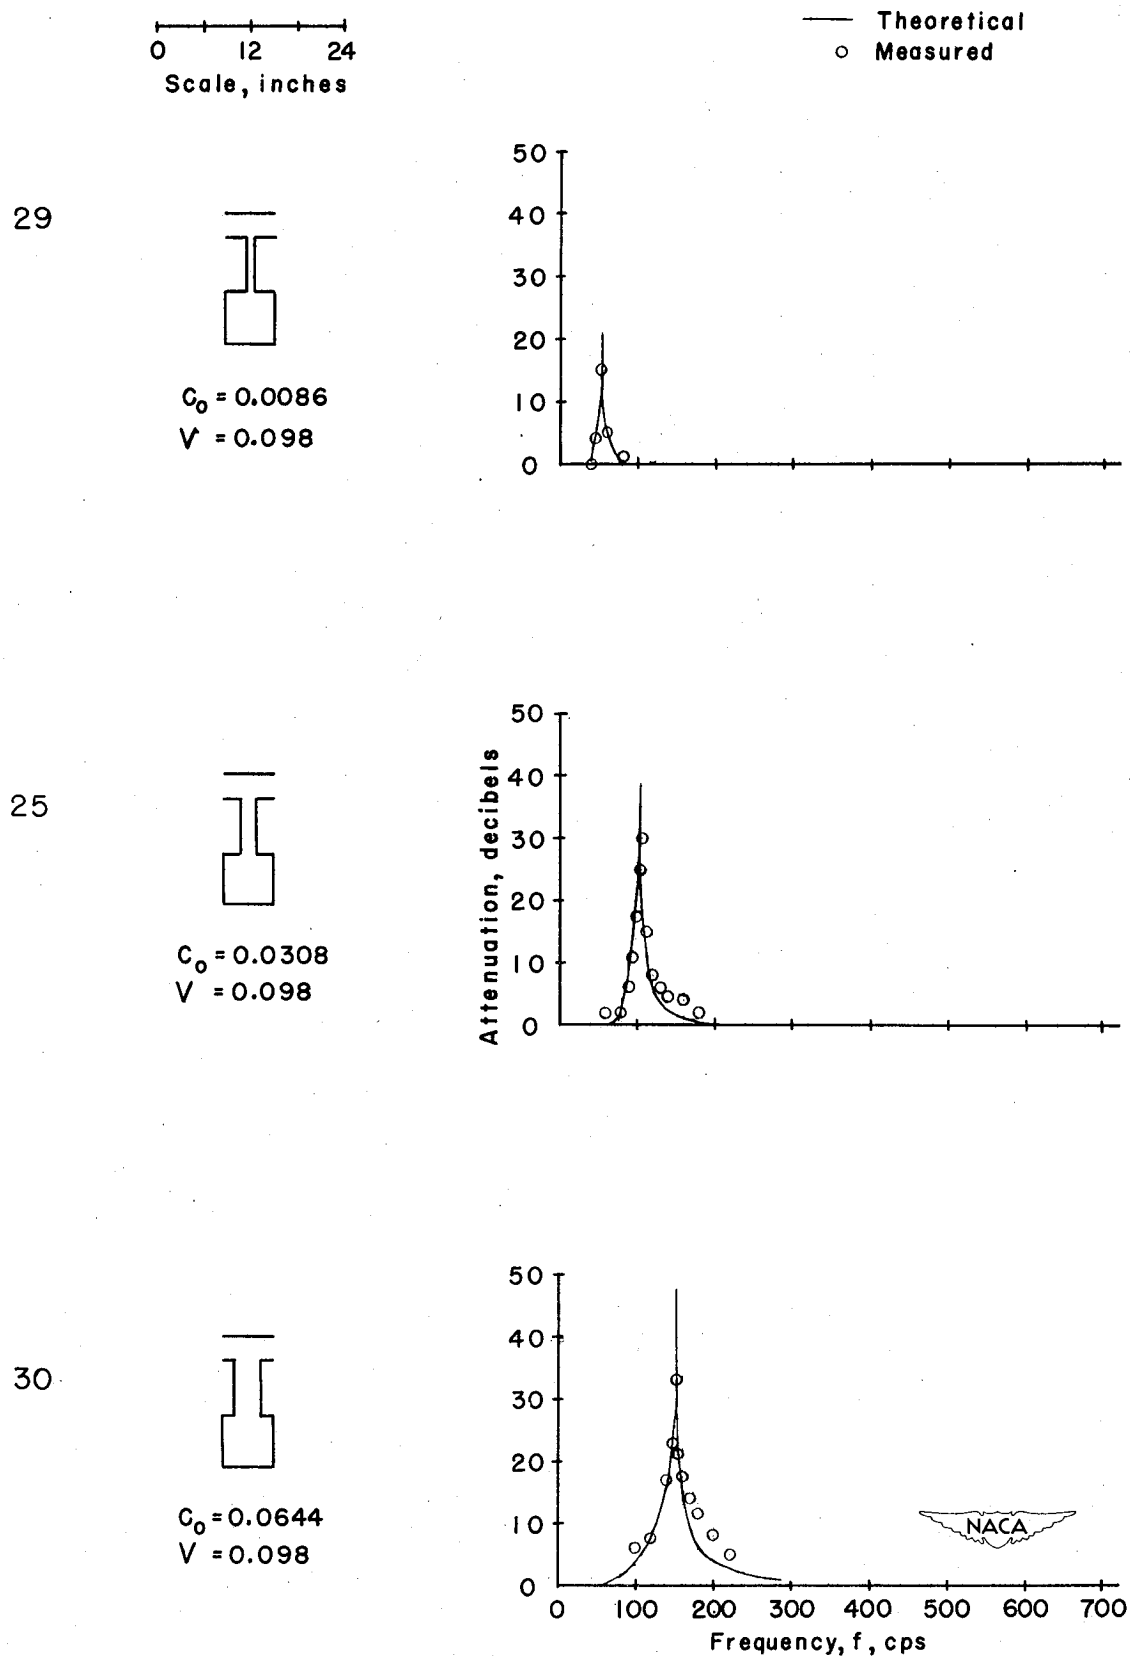 0 12 24
Scale, inches
Theoretical
Measured
29
C₀ = 0.0086
V = 0.098
50
40
30
20
10
0
25
C₀ = 0.0308
V = 0.098
Attenuation, decibels
50
40
30
20
10
0
30
C₀ = 0.0644
V = 0.098
50
40
30
20
10
0
NACA
0 100 200 300 400 500 600 700
Frequency, f, cps